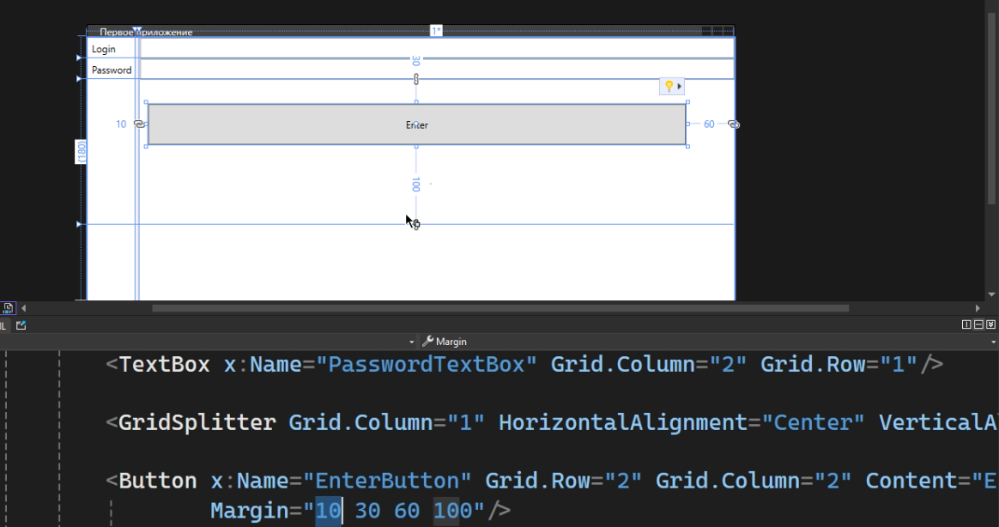 Первое приложение
1*
Login
30
Password
10
Enter
60
(180)
100
Margin
<TextBox x:Name="PasswordTextBox" Grid.Column="2" Grid.Row="1"/>
<GridSplitter Grid.Column="1" HorizontalAlignment="Center" VerticalA
<Button x:Name="EnterButton" Grid.Row="2" Grid.Column="2" Content="E
Margin="10 30 60 100"/>